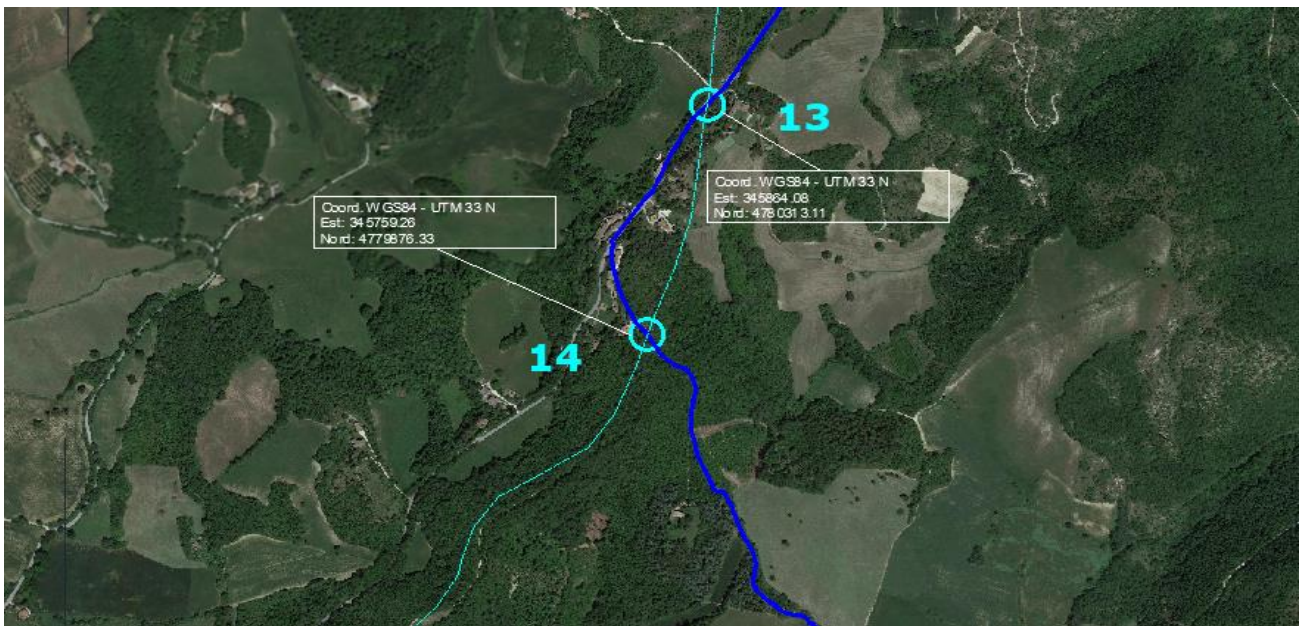 13
Coord. WGS84 - UTM 33 N
Est: 345864.08
Nord: 4780313.11
Coord. WGS84 - UTM 33 N
Est: 345759.26
Nord: 4779876.33
14